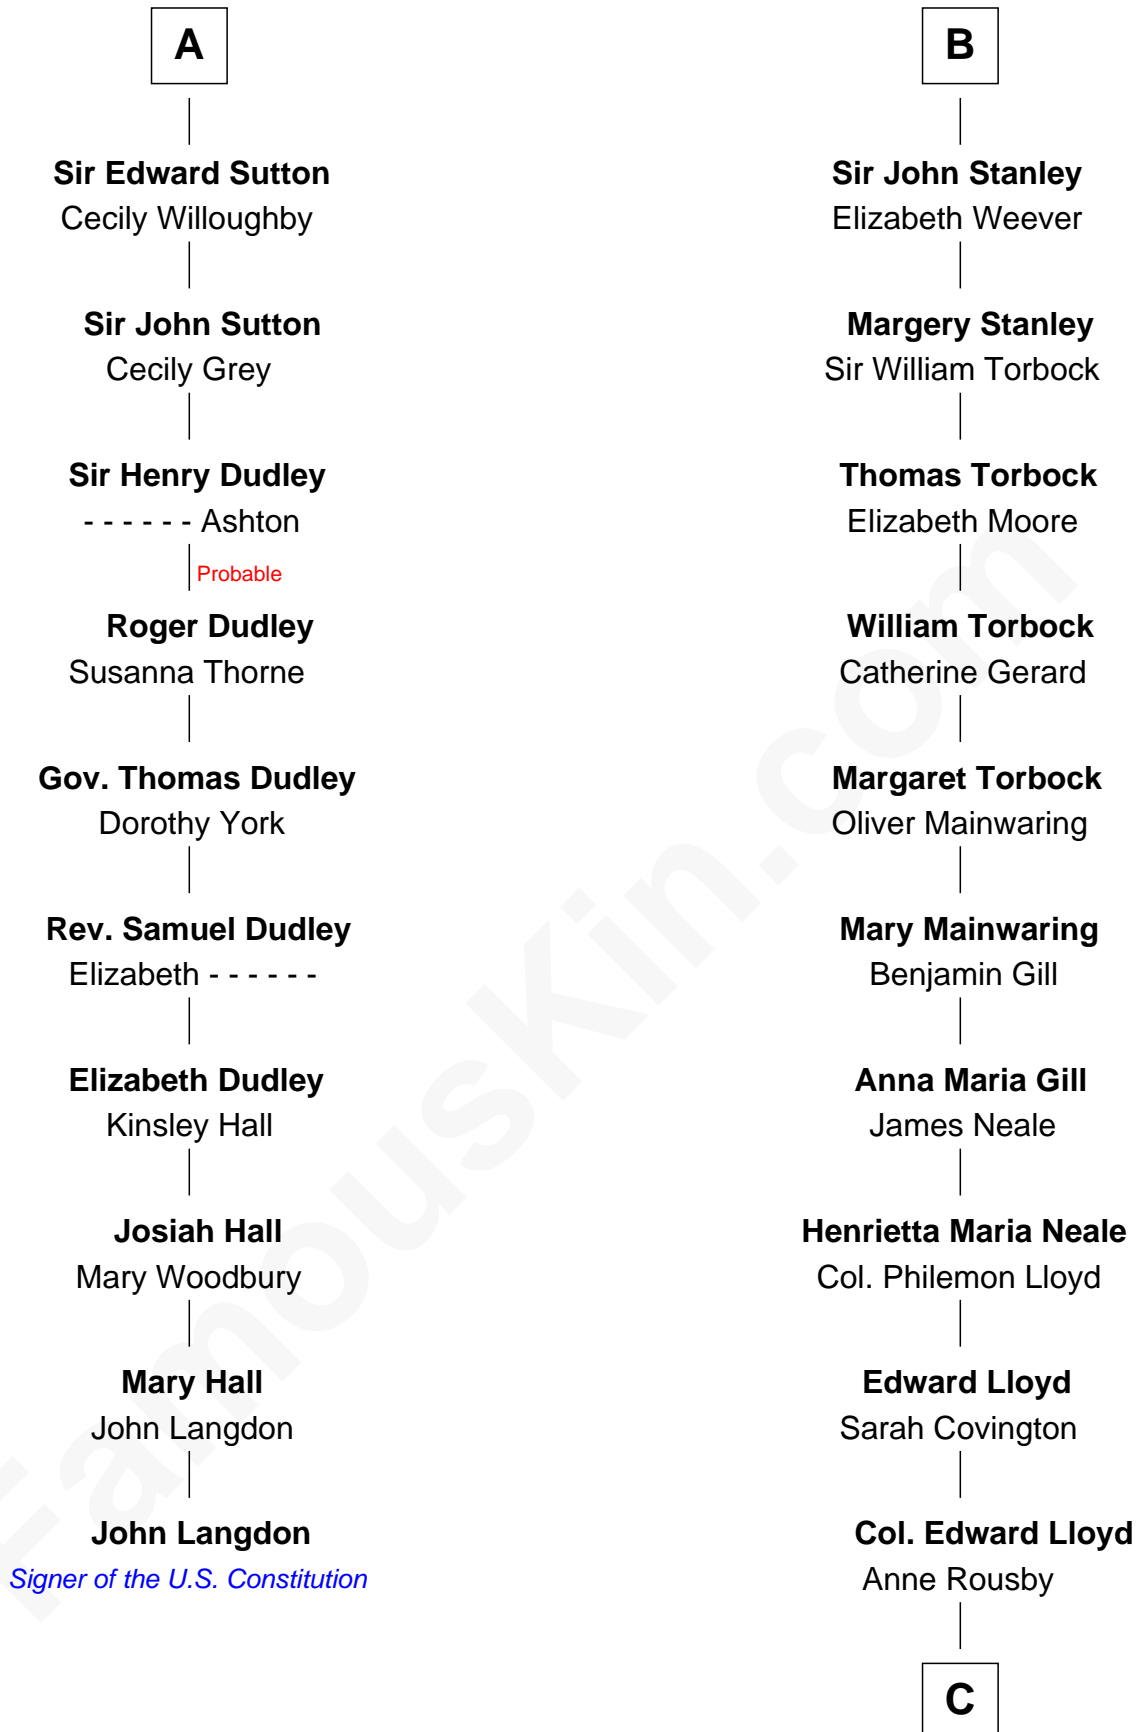 A
Sir Edward Sutton
Cecily Willoughby
Sir John Sutton
Cecily Grey
Sir Henry Dudley
- - - - - - Ashton
Probable
Roger Dudley
Susanna Thorne
Gov. Thomas Dudley
Dorothy York
Rev. Samuel Dudley
Elizabeth - - - - - -
Elizabeth Dudley
Kinsley Hall
Josiah Hall
Mary Woodbury
Mary Hall
John Langdon
John Langdon
Signer of the U.S. Constitution
B
Sir John Stanley
Elizabeth Weever
Margery Stanley
Sir William Torbock
Thomas Torbock
Elizabeth Moore
William Torbock
Catherine Gerard
Margaret Torbock
Oliver Mainwaring
Mary Mainwaring
Benjamin Gill
Anna Maria Gill
James Neale
Henrietta Maria Neale
Col. Philemon Lloyd
Edward Lloyd
Sarah Covington
Col. Edward Lloyd
Anne Rousby
C
FamousKin.com